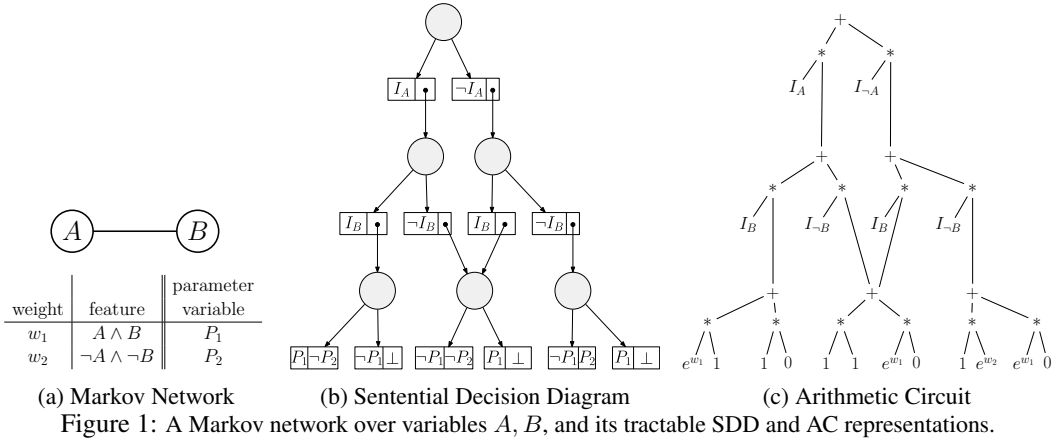 A B
parameter
weight feature variable
w₁ A ∧ B P₁
w₂ ¬A ∧ ¬B P₂
(a) Markov Network
I_A ¬I_A
I_B ¬I_B I_B ¬I_B
P₁ ¬P₂ ¬P₁ ⊥ ¬P₁ ¬P₂ P₁ ⊥ ¬P₁ P₂ P₁ ⊥
(b) Sentential Decision Diagram
+
* *
I_A I_¬A
+ +
* * * *
I_B I_¬B I_B I_¬B
+ + +
* * * * * *
e^{w₁} 1 1 0 1 1 e^{w₁} 0 1 e^{w₂} e^{w₁} 0
(c) Arithmetic Circuit
Figure 1: A Markov network over variables A, B, and its tractable SDD and AC representations.